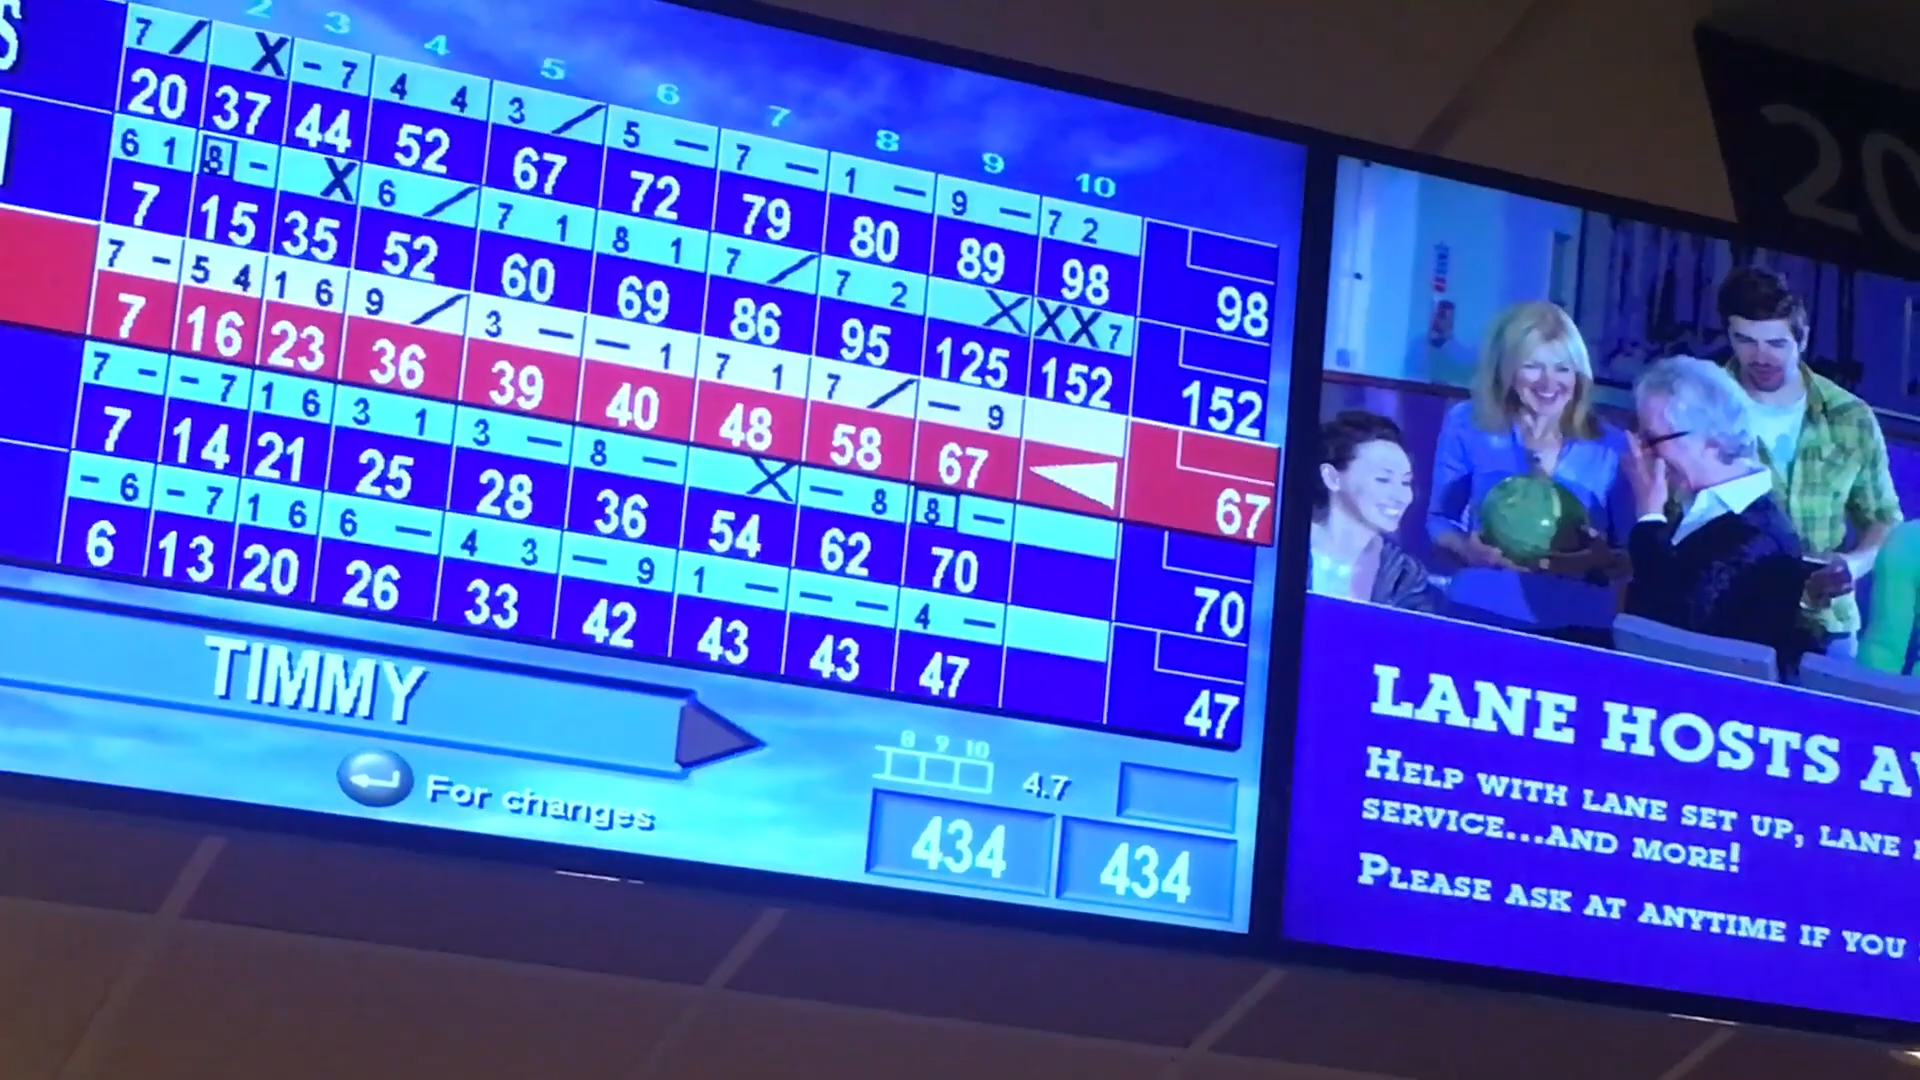 2 3 4 5 6 7 8 9 10
7 / X - 7 4 4 3 / 5 - 7 - 1 - 9 - 7 2
20 37 44 52 67 72 79 80 89 98 98
6 1 8 - X 6 / 7 1 8 1 7 / 7 2 X X X 7
7 15 35 52 60 69 86 95 125 152 152
7 - 5 4 1 6 9 / 3 - - 1 7 1 7 / - 9
7 16 23 36 39 40 48 58 67 67
7 - - 7 1 6 3 1 3 - 8 - X - 8 8 -
7 14 21 25 28 36 54 62 70 70
- 6 - 7 1 6 6 - 4 3 - 9 1 - - - 4 -
6 13 20 26 33 42 43 43 47 47
TIMMY
For changes
8 9 10
4.7
434 434
20
LANE HOSTS A
HELP WITH LANE SET UP, LANE
SERVICE...AND MORE!
PLEASE ASK AT ANYTIME IF YOU